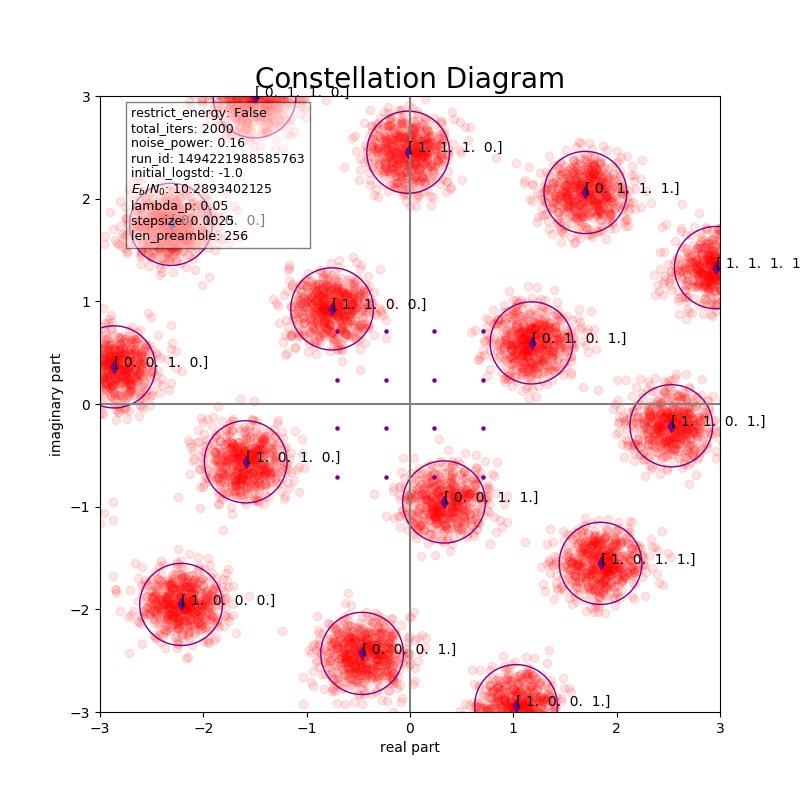 Constellation Diagram
[ 0. 1. 1. 0.]
restrict_energy: False
total_iters: 2000
noise_power: 0.16
run_id: 1494221988585763
initial_logstd: -1.0
E_b/N_0: 10.2893402125
lambda_p: 0.05
stepsize: 0.0025
len_preamble: 256
[ 1. 1. 1. 0.]
[ 0. 1. 1. 1.]
0. 0.]
[ 1. 1. 1. 1
[ 1. 1. 0. 0.]
[ 0. 1. 0. 1.]
[ 0. 0. 1. 0.]
[ 1. 1. 0. 1.]
[ 1. 0. 1. 0.]
[ 0. 0. 1. 1.]
[ 1. 0. 1. 1.]
[ 1. 0. 0. 0.]
[ 0. 0. 0. 1.]
[ 1. 0. 0. 1.]
3
2
1
0
−1
−2
−3
imaginary part
−3 −2 −1 0 1 2 3
real part